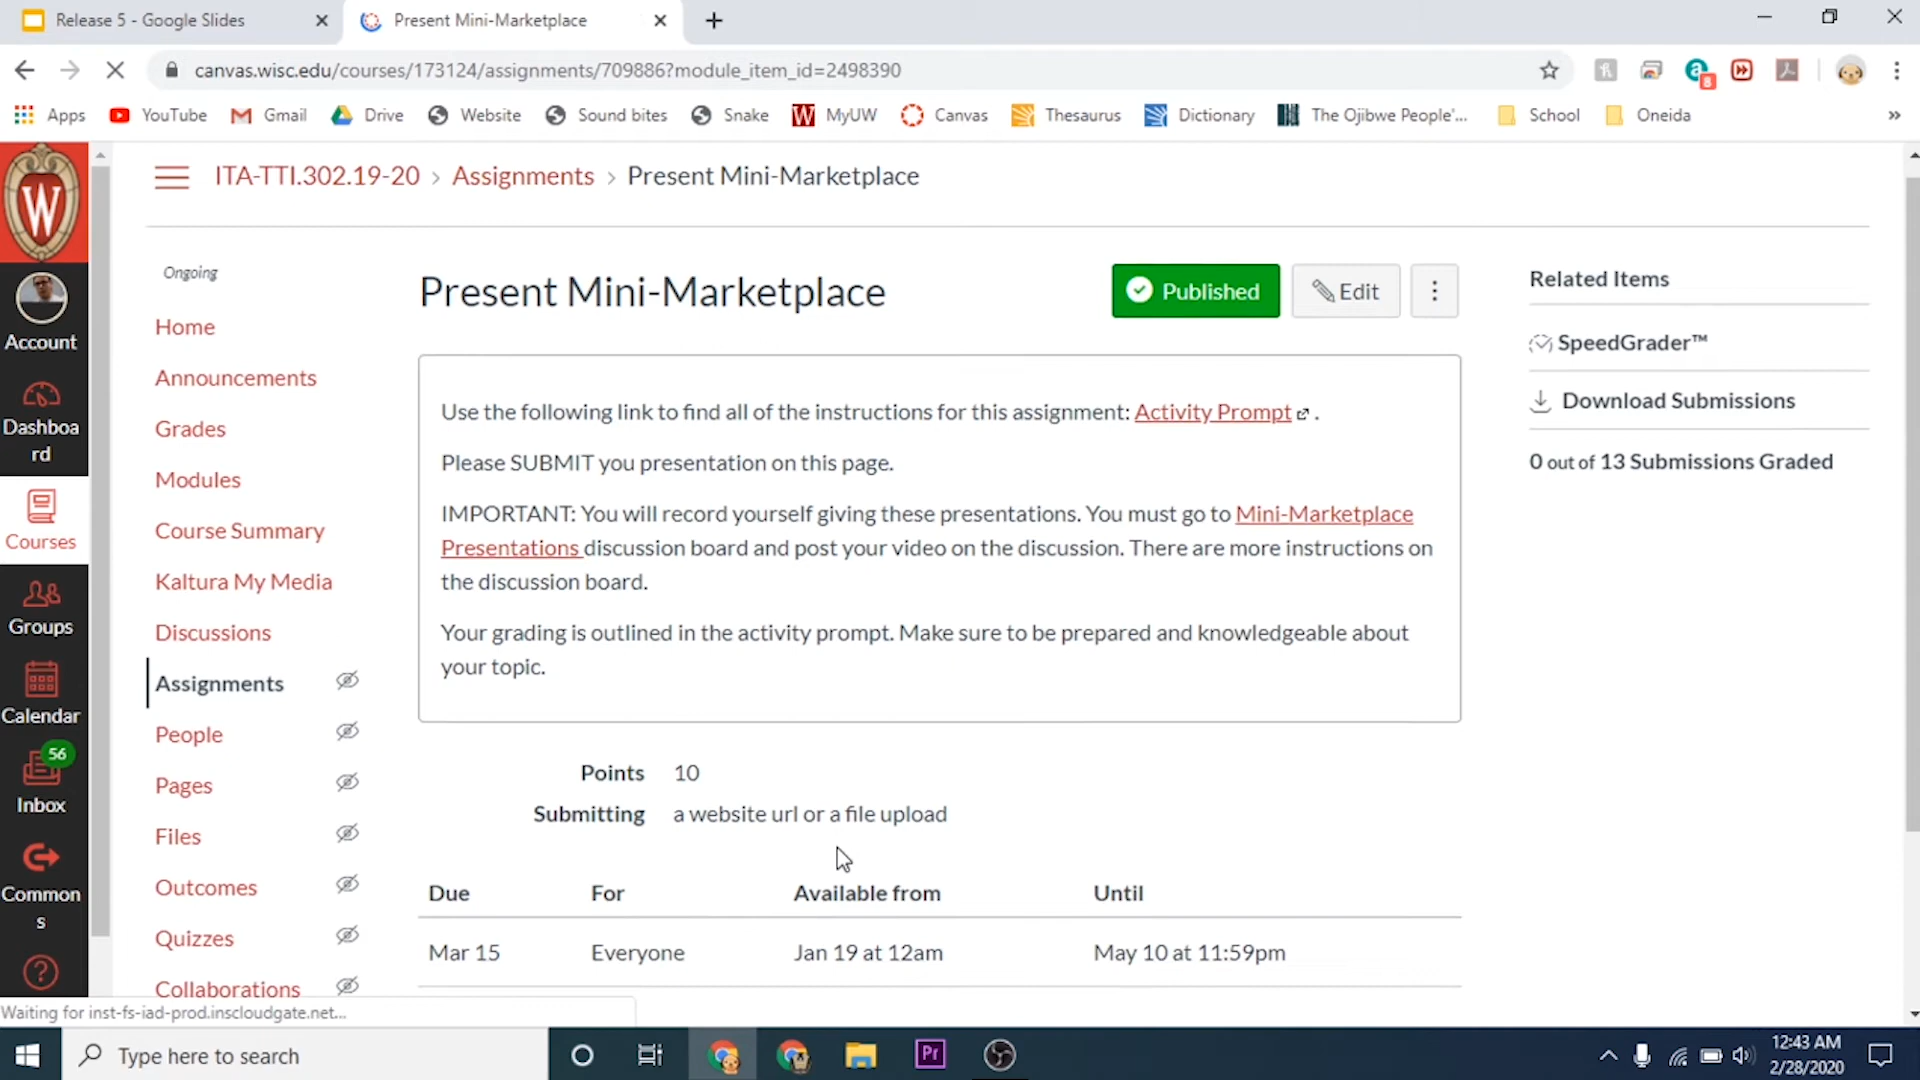 Release 5 - Google Slides
Present Mini-Marketplace
canvas.wisc.edu/courses/173124/assignments/709886?module_item_id=2498390
Apps YouTube Gmail Drive Website Sound bites Snake MyUW Canvas Thesaurus Dictionary The Ojibwe People'... School Oneida »
W
Account
Dashboa
rd
Courses
Groups
Calendar
56
Inbox
Common
s
ITA-TTI.302.19-20 › Assignments › Present Mini-Marketplace
Ongoing
Home
Announcements
Grades
Modules
Course Summary
Kaltura My Media
Discussions
Assignments
People
Pages
Files
Outcomes
Quizzes
Collaborations
Present Mini-Marketplace
Published
Edit
Use the following link to find all of the instructions for this assignment: Activity Prompt .
Please SUBMIT you presentation on this page.
IMPORTANT: You will record yourself giving these presentations. You must go to Mini-Marketplace
Presentations discussion board and post your video on the discussion. There are more instructions on
the discussion board.
Your grading is outlined in the activity prompt. Make sure to be prepared and knowledgeable about
your topic.
Points 10
Submitting a website url or a file upload
Due For Available from Until
Mar 15 Everyone Jan 19 at 12am May 10 at 11:59pm
Related Items
SpeedGrader™
Download Submissions
0 out of 13 Submissions Graded
Waiting for inst-fs-iad-prod.inscloudgate.net...
Type here to search
Pr
12:43 AM
2/28/2020